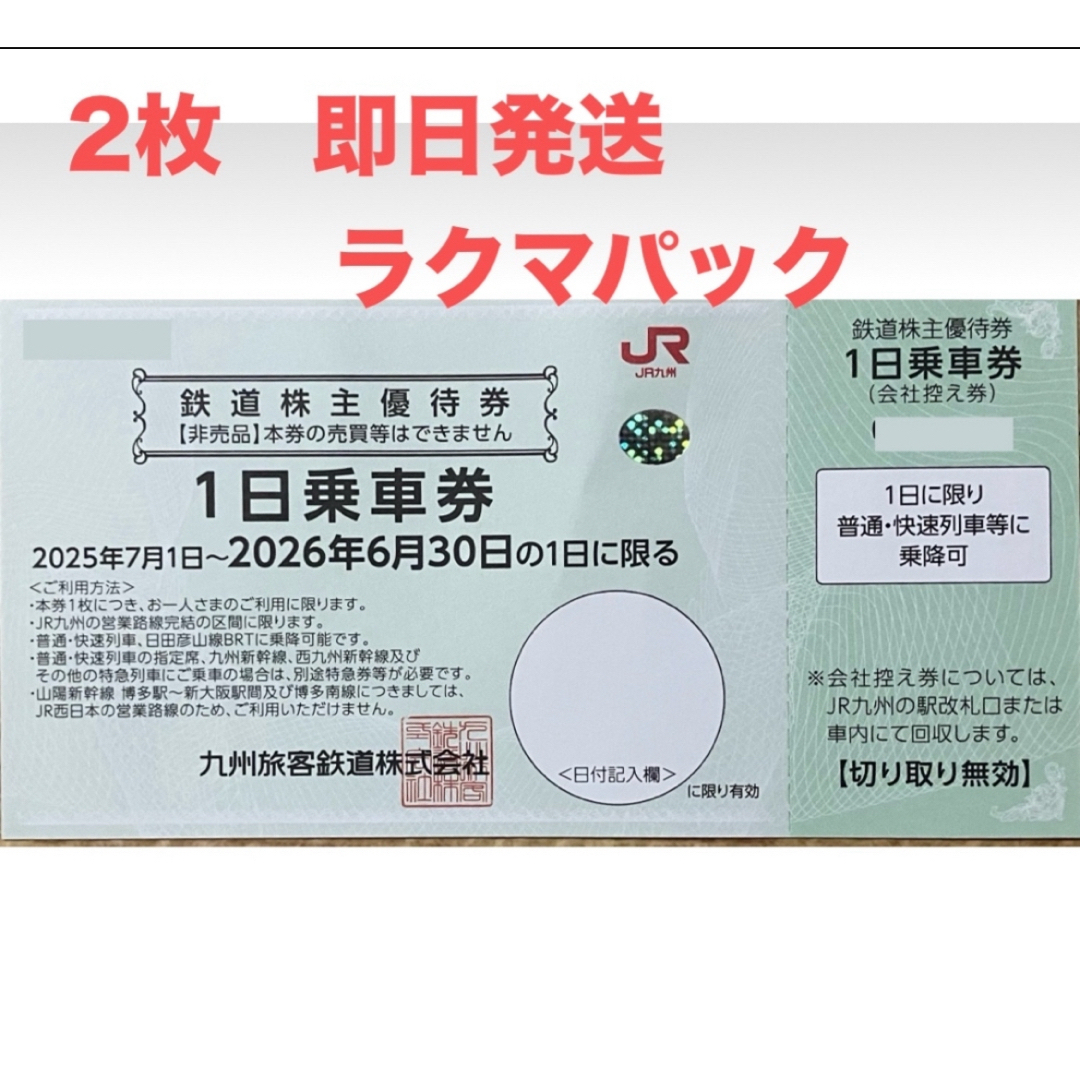 2枚　即日発送
ラクマパック
JR
JR九州
鉄道株主優待券
【非売品】本券の売買等はできません
1日乗車券
2025年7月1日～2026年6月30日の1日に限る
＜ご利用方法＞
・本券1枚につき、お一人さまのご利用に限ります。
・JR九州の営業路線完結の区間に限ります。
・普通・快速列車、日田彦山線BRTに乗降可能です。
・普通・快速列車の指定席、九州新幹線、西九州新幹線及び
その他の特急列車にご乗車の場合は、別途特急券等が必要です。
・山陽新幹線 博多駅～新大阪駅間及び博多南線につきましては、
JR西日本の営業路線のため、ご利用いただけません。
九州旅客鉄道株式会社
＜日付記入欄＞
に限り有効
鉄道株主優待券
1日乗車券
(会社控え券)
1日に限り
普通・快速列車等に
乗降可
※会社控え券については、
JR九州の駅改札口または
車内にて回収します。
【切り取り無効】